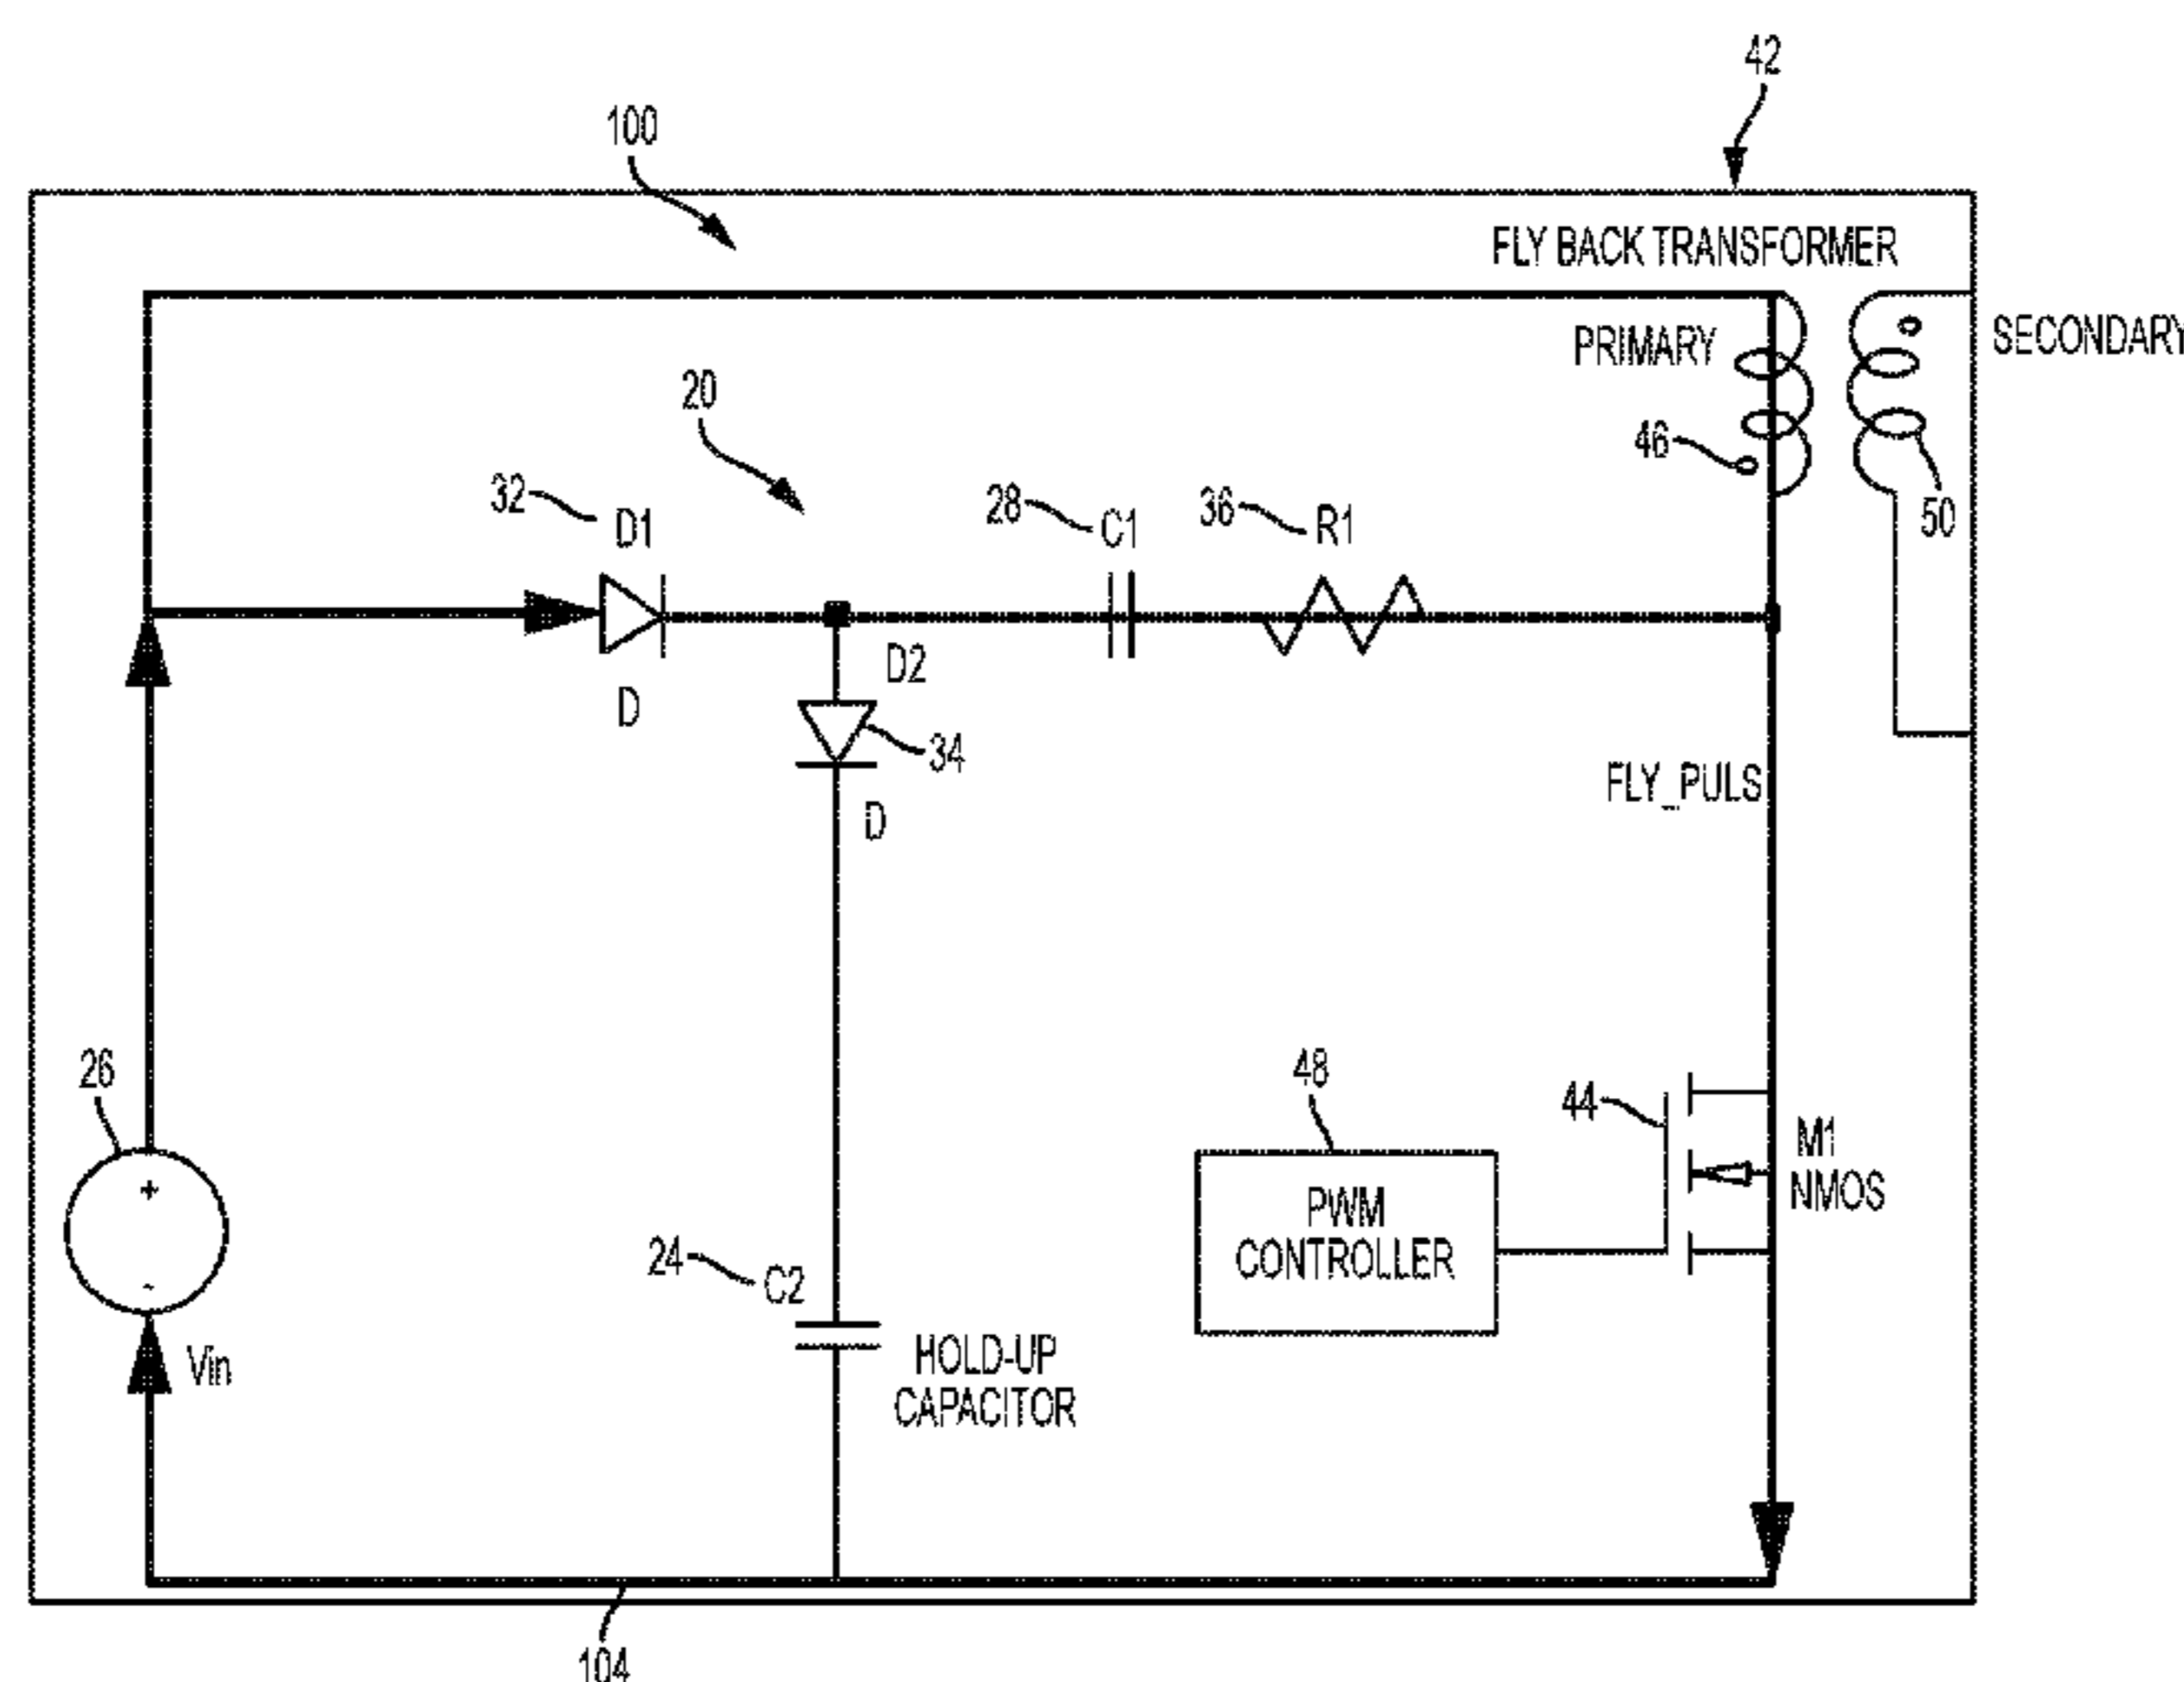 42
100
FLY BACK TRANSFORMER
PRIMARY
SECONDARY
20
46
32
D1
28
C1
36
R1
50
D
D2
34
D
FLY_PULS
26
+
-
Vin
48
PWM
CONTROLLER
44
M1
NMOS
24
C2
HOLD-UP
CAPACITOR
104